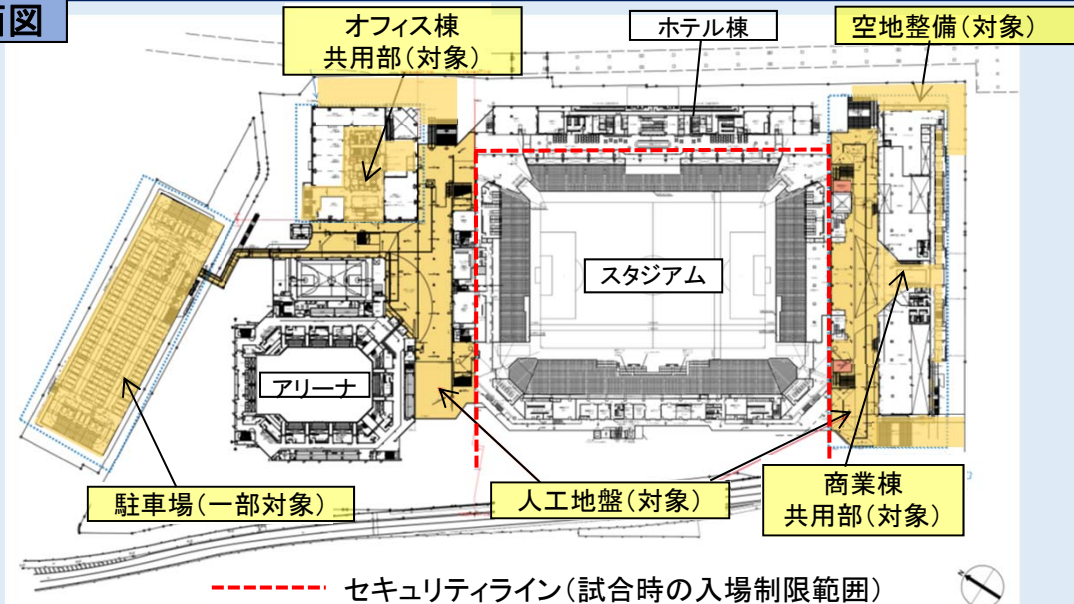 面図
オフィス棟
共用部(対象)
ホテル棟
空地整備(対象)
スタジアム
アリーナ
駐車場(一部対象)
人工地盤(対象)
商業棟
共用部(対象)
セキュリティライン(試合時の入場制限範囲)